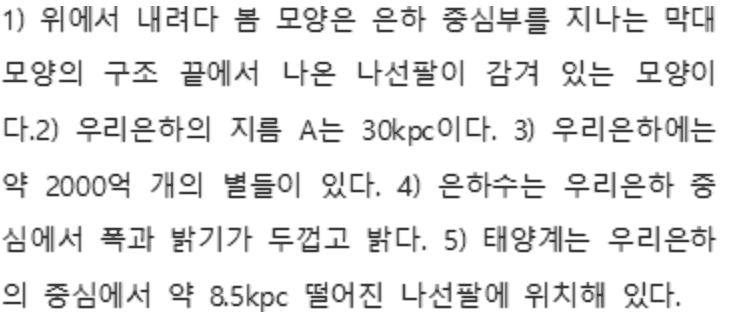 1) 위에서 내려다 봄 모양은 은하 중심부를 지나는 막대
모양의 구조 끝에서 나온 나선팔이 감겨 있는 모양이
다.2) 우리은하의 지름 A는 30kpc이다. 3) 우리은하에는
약 2000억 개의 별들이 있다. 4) 은하수는 우리은하 중
심에서 폭과 밝기가 두껍고 밝다. 5) 태양계는 우리은하
의 중심에서 약 8.5kpc 떨어진 나선팔에 위치해 있다.